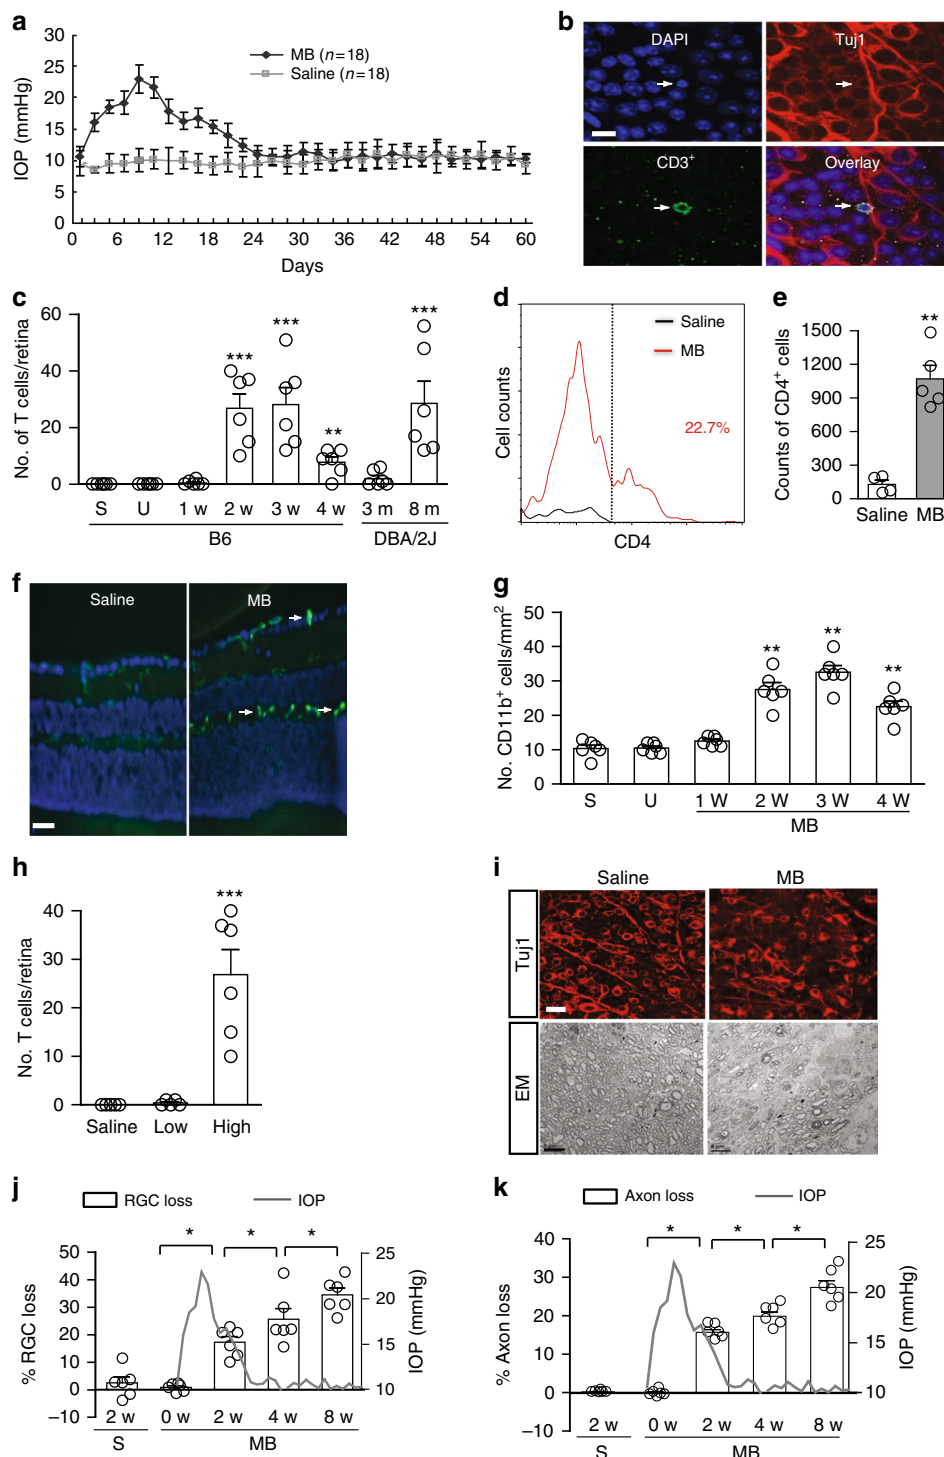 a
30
25
20
15
10
5
0
IOP (mmHg)
MB (n=18)
Saline (n=18)
0 6 12 18 24 30 36 42 48 54 60
Days
b
DAPI
Tuj1
CD3+
Overlay
c
60
40
20
0
No. of T cells/retina
*** *** ** ***
S U 1 w 2 w 3 w 4 w 3 m 8 m
B6 DBA/2J
d
Saline
MB
22.7%
Cell counts
CD4
e
1500
1200
900
600
300
0
Counts of CD4+ cells
**
Saline MB
f
Saline MB
g
50
40
30
20
10
0
No. CD11b+ cells/mm2
** ** **
S U 1 W 2 W 3 W 4 W
MB
h
40
30
20
10
0
No. T cells/retina
***
Saline Low High
i
Saline MB
Tuj1
EM
j
RGC loss IOP
* * *
50
40
30
20
10
0
−10
% RGC loss
25
20
15
10
IOP (mmHg)
2 w 0 w 2 w 4 w 8 w
S MB
k
Axon loss IOP
* * *
40
30
20
10
0
−10
% Axon loss
25
20
15
10
IOP (mmHg)
2 w 0 w 2 w 4 w 8 w
S MB